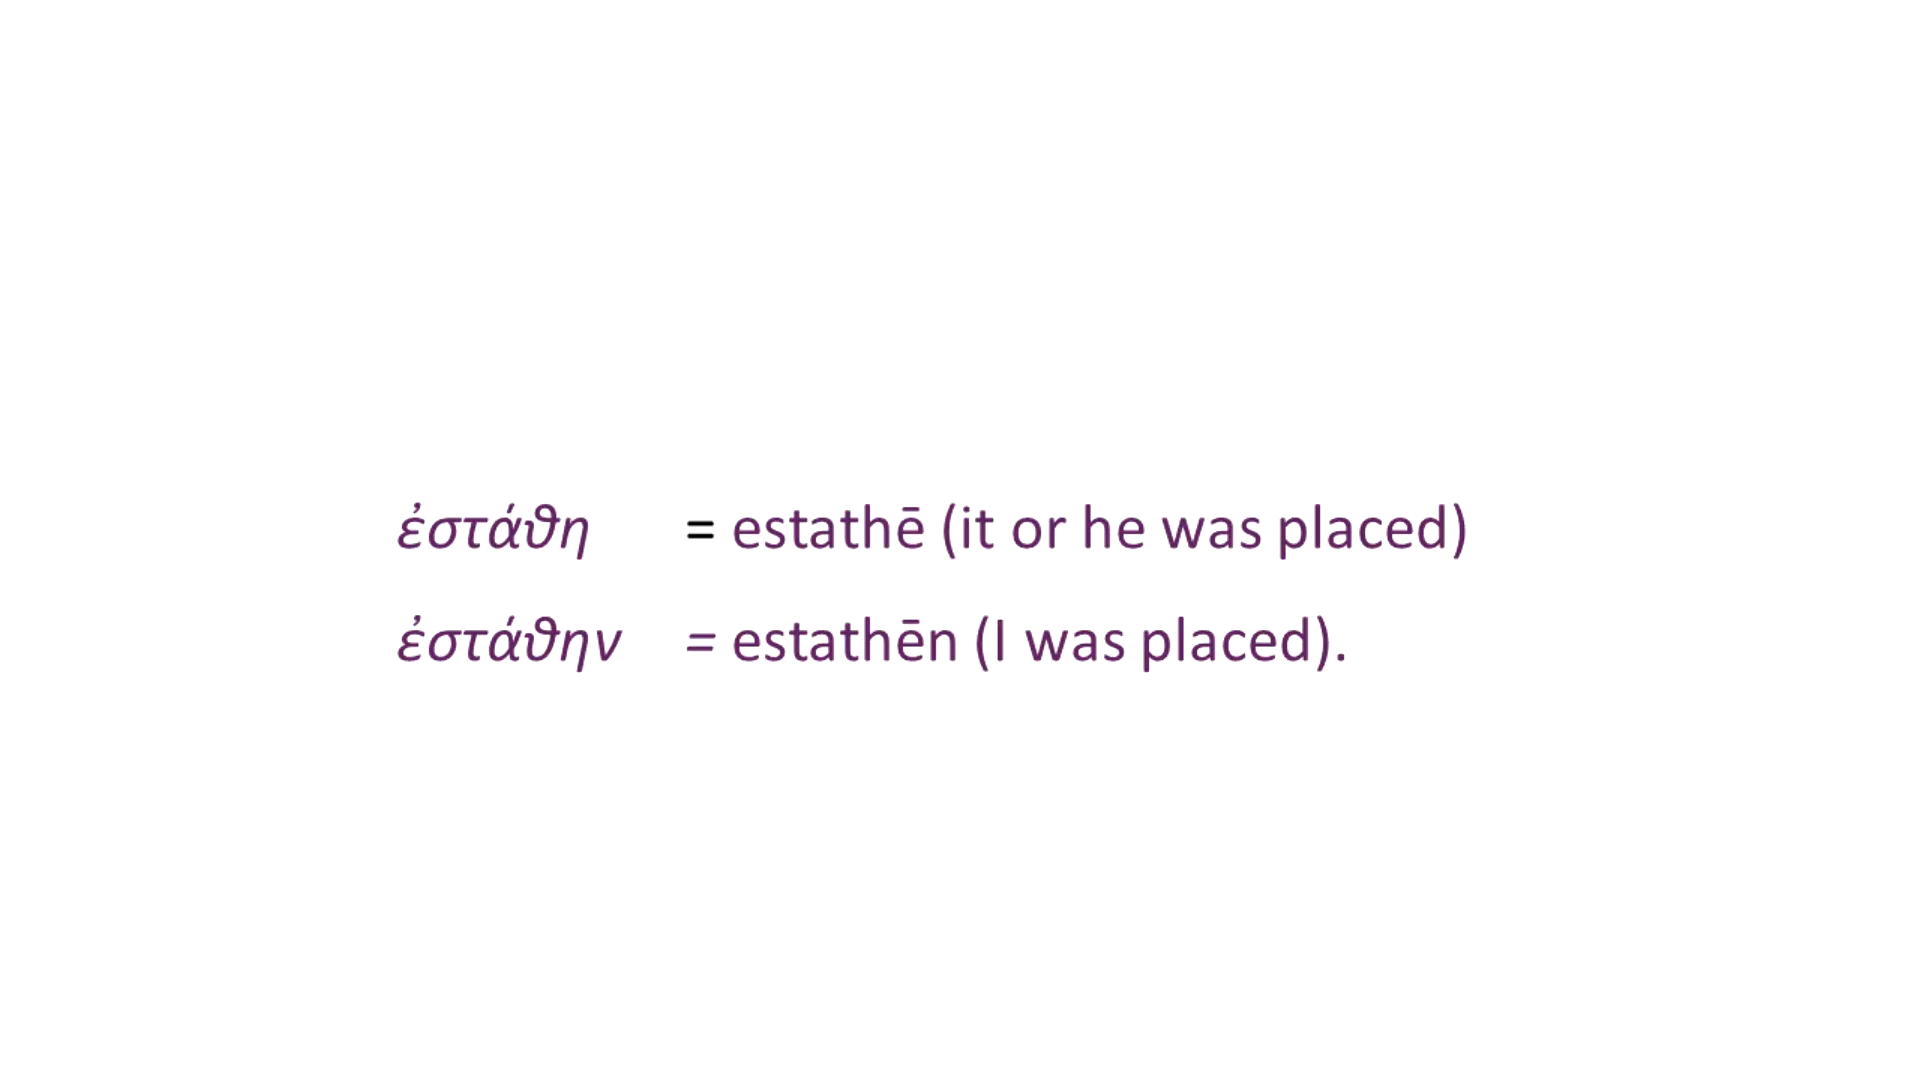 ἐστάθη = estathē (it or he was placed)
ἐστάθην = estathēn (I was placed).